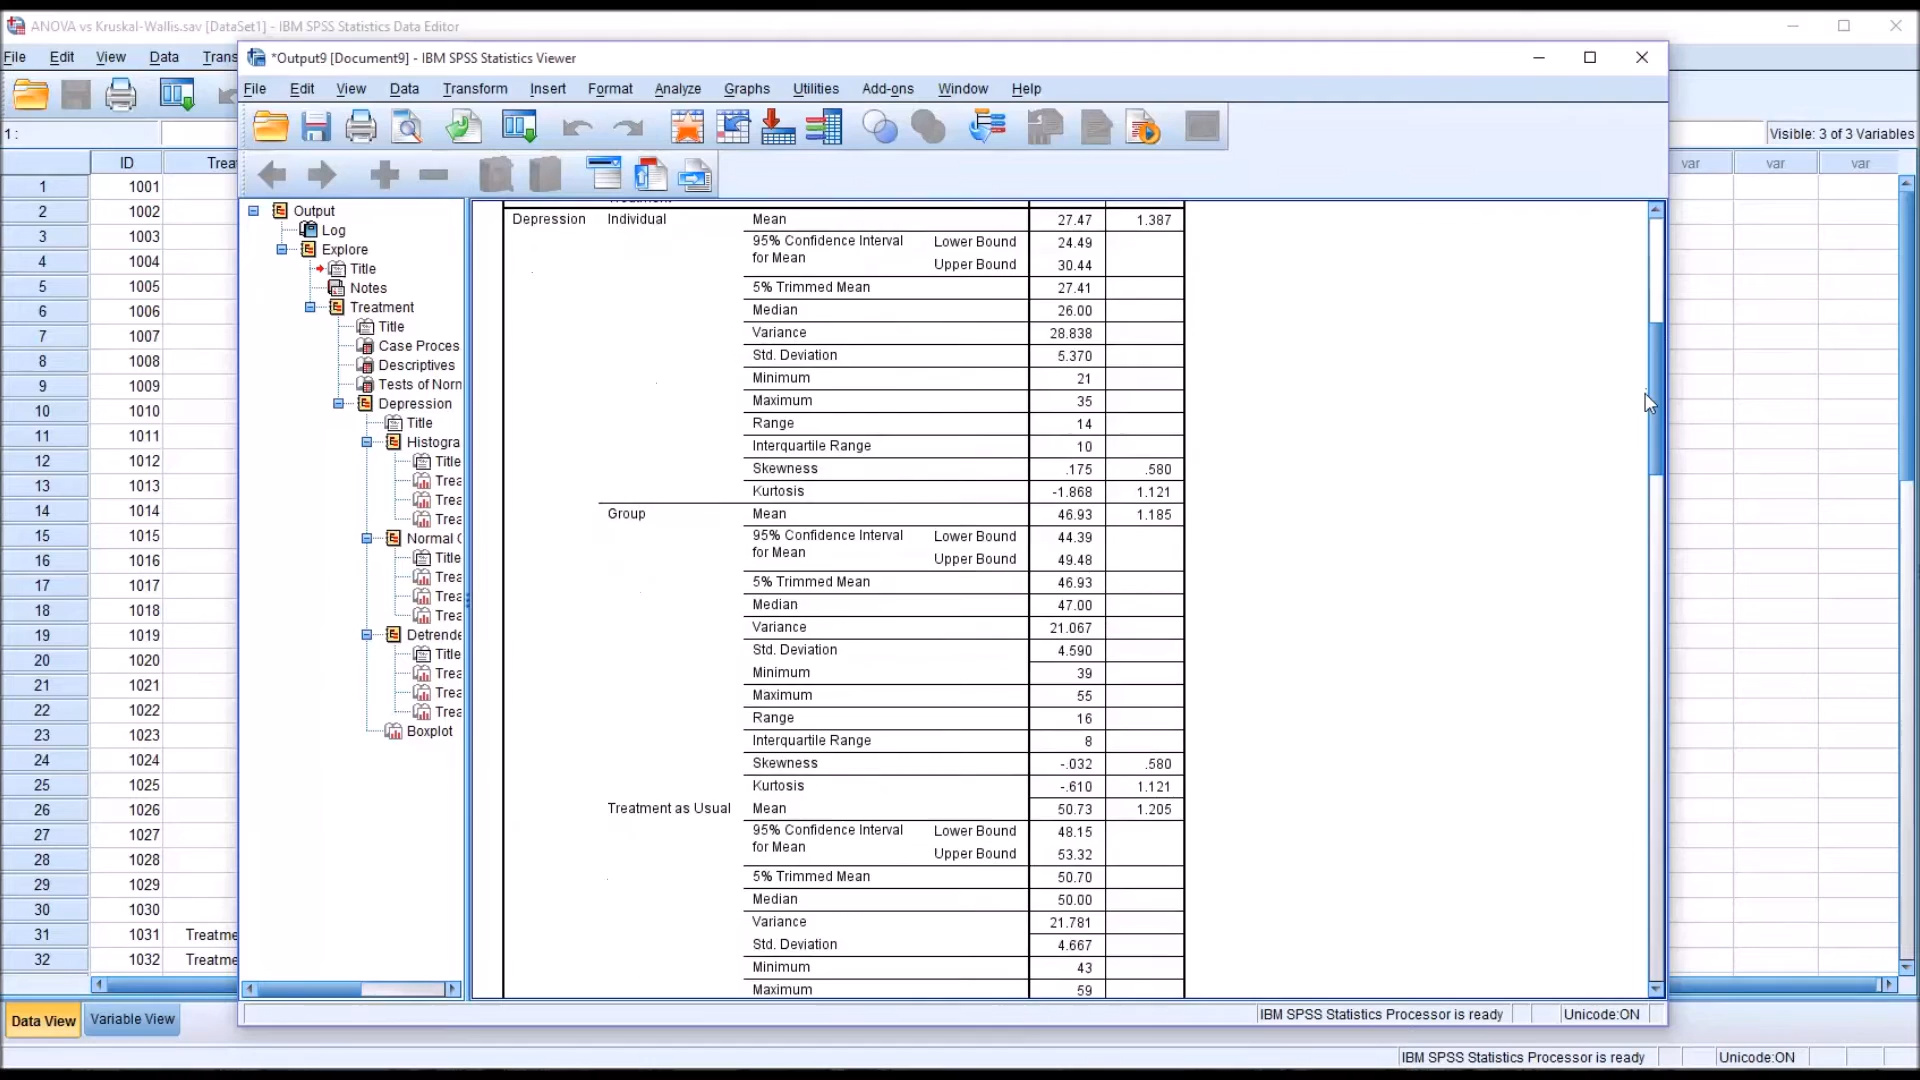 ANOVA vs Kruskal-Wallis.sav [DataSet1] - IBM SPSS Statistics Data Editor
File Edit View Data Trans
1 :
Visible: 3 of 3 Variables
ID Trea var var var
1 1001
2 1002
3 1003
4 1004
5 1005
6 1006
7 1007
8 1008
9 1009
10 1010
11 1011
12 1012
13 1013
14 1014
15 1015
16 1016
17 1017
18 1018
19 1019
20 1020
21 1021
22 1022
23 1023
24 1024
25 1025
26 1026
27 1027
28 1028
29 1029
30 1030
31 1031 Treatme
32 1032 Treatme
Data View Variable View
IBM SPSS Statistics Processor is ready Unicode:ON
*Output9 [Document9] - IBM SPSS Statistics Viewer
File Edit View Data Transform Insert Format Analyze Graphs Utilities Add-ons Window Help
Output
Log
Explore
Title
Notes
Treatment
Title
Case Proces
Descriptives
Tests of Norn
Depression
Title
Histogra
Title
Trea
Trea
Trea
Normal
Title
Trea
Trea
Trea
Detrende
Title
Trea
Trea
Trea
Boxplot
Depression Individual Mean 27.47 1.387
95% Confidence Interval for Mean Lower Bound 24.49
Upper Bound 30.44
5% Trimmed Mean 27.41
Median 26.00
Variance 28.838
Std. Deviation 5.370
Minimum 21
Maximum 35
Range 14
Interquartile Range 10
Skewness .175 .580
Kurtosis -1.868 1.121
Group Mean 46.93 1.185
95% Confidence Interval for Mean Lower Bound 44.39
Upper Bound 49.48
5% Trimmed Mean 46.93
Median 47.00
Variance 21.067
Std. Deviation 4.590
Minimum 39
Maximum 55
Range 16
Interquartile Range 8
Skewness -.032 .580
Kurtosis -.610 1.121
Treatment as Usual Mean 50.73 1.205
95% Confidence Interval for Mean Lower Bound 48.15
Upper Bound 53.32
5% Trimmed Mean 50.70
Median 50.00
Variance 21.781
Std. Deviation 4.667
Minimum 43
Maximum 59
IBM SPSS Statistics Processor is ready Unicode:ON